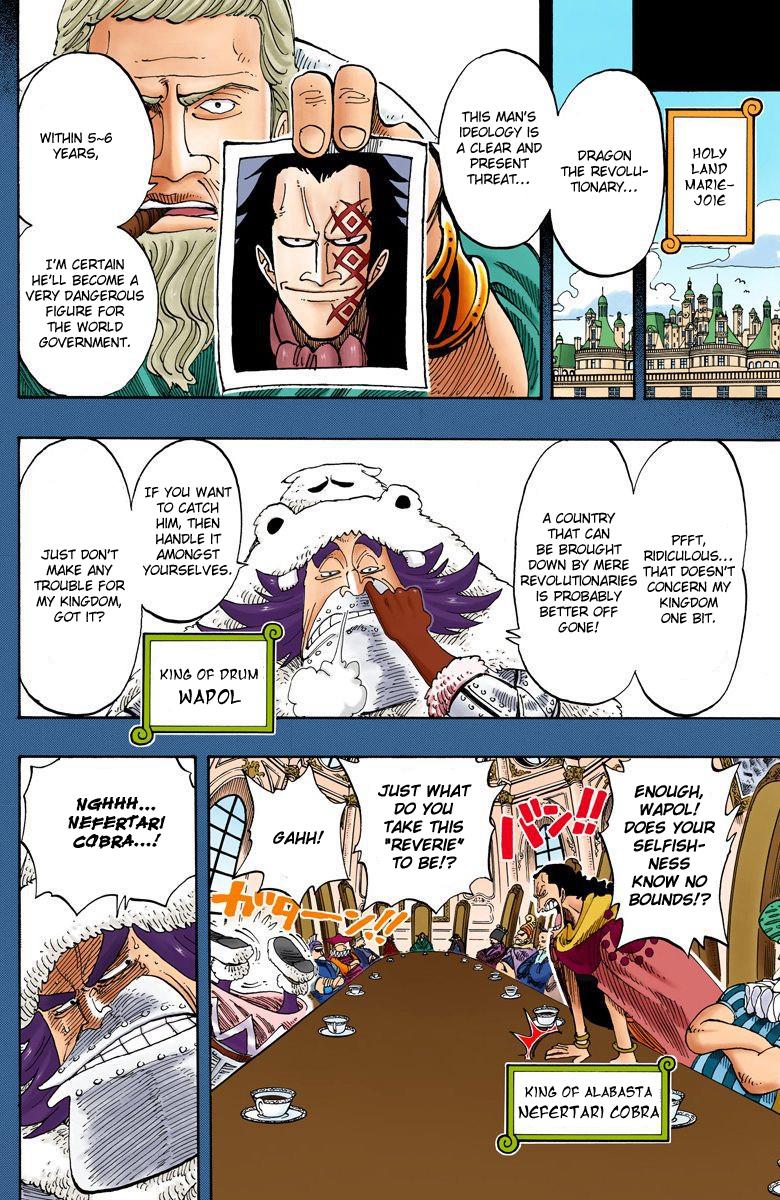 HOLY
LAND
MARIE-
JOIE
DRAGON
THE REVOLU-
TIONARY...
THIS MAN'S
IDEOLOGY IS
A CLEAR AND
PRESENT
THREAT...
WITHIN 5~6
YEARS,
I'M CERTAIN
HE'LL BECOME A
VERY DANGEROUS
FIGURE FOR
THE WORLD
GOVERNMENT.
PFFT,
RIDICULOUS...
THAT DOESN'T
CONCERN MY
KINGDOM
ONE BIT.
A COUNTRY
THAT CAN
BE BROUGHT
DOWN BY MERE
REVOLUTIONARIES
IS PROBABLY
BETTER OFF
GONE!
IF YOU WANT
TO CATCH
HIM, THEN
HANDLE IT
AMONGST
YOURSELVES.
JUST DON'T
MAKE ANY
TROUBLE FOR
MY KINGDOM,
GOT IT?
KING OF DRUM
WAPOL
ENOUGH,
WAPOL!
DOES YOUR
SELFISH-
NESS
KNOW NO
BOUNDS!?
バン!!
JUST WHAT
DO YOU
TAKE THIS
"REVERIE"
TO BE!?
GAHH!
ガターン!!
KING OF ALABASTA
NEFERTARI COBRA
NGHHH...
NEFERTARI
COBRA...!